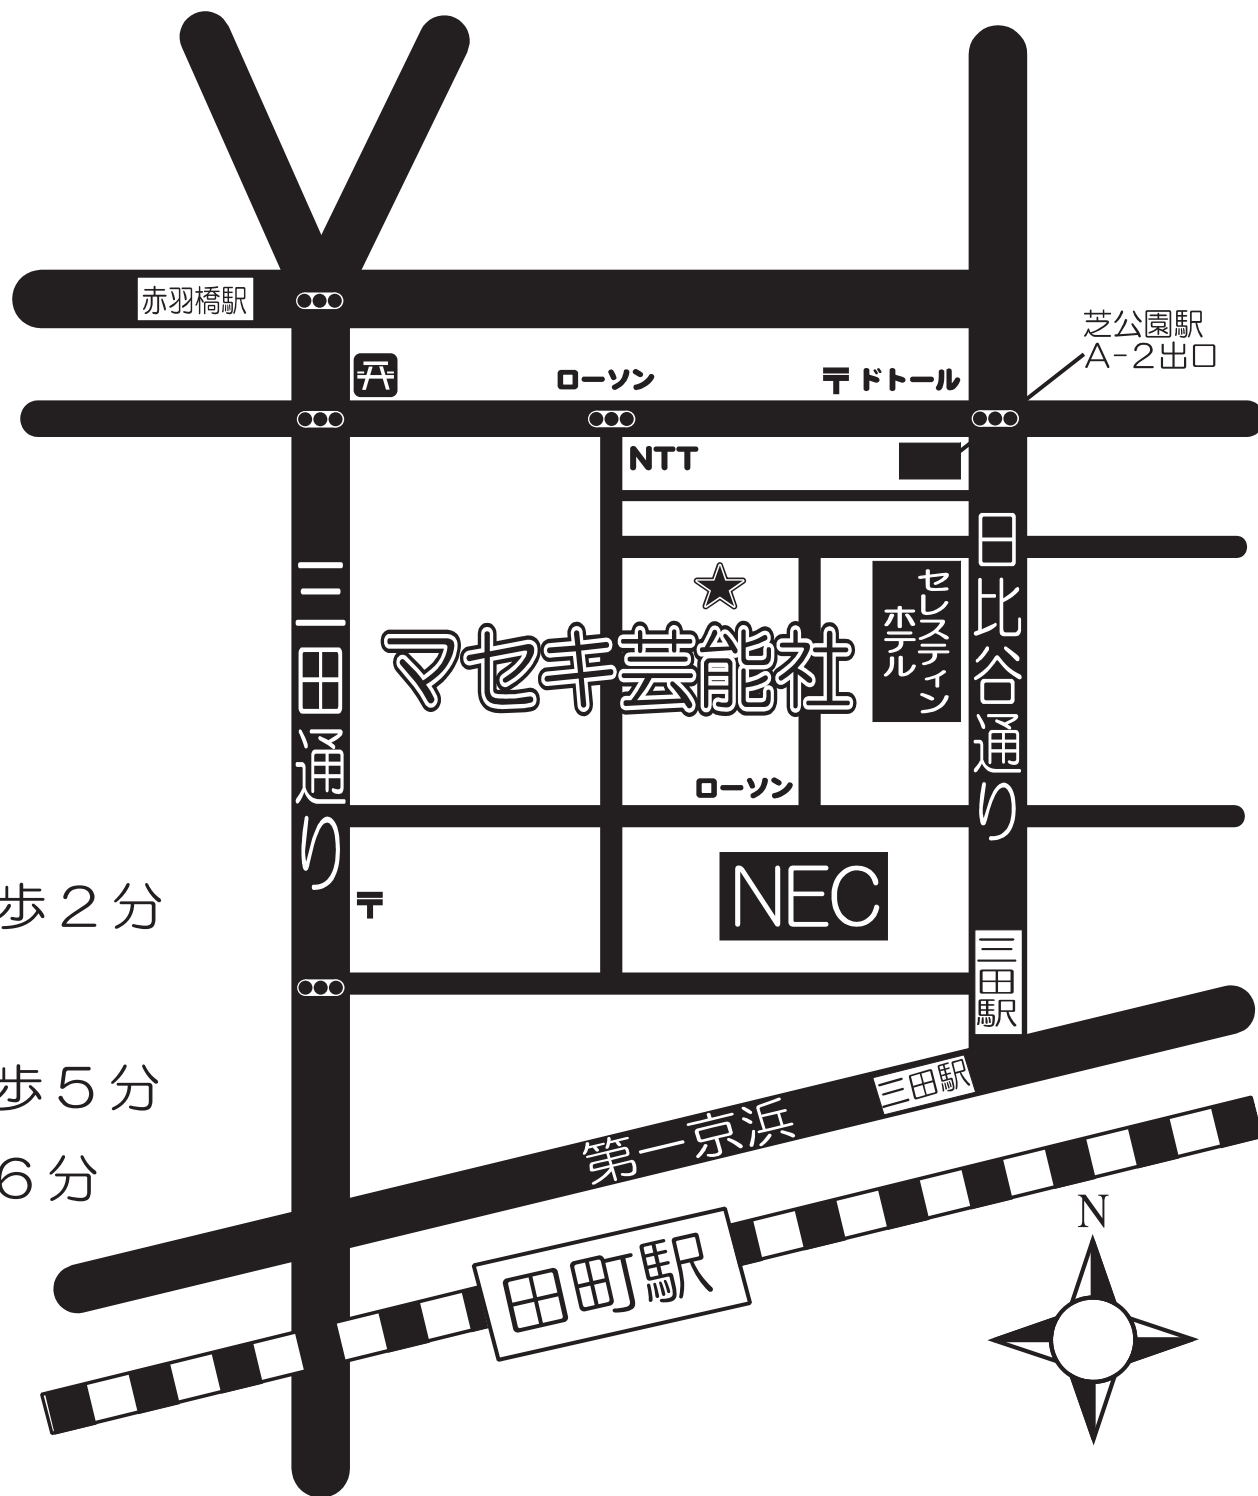 赤羽橋駅
芝公園駅
A-2出口
ローソン
〒ドトール
NTT
三田通り
日比谷通り
セレスティン
ホテル
マセキ芸能社
ローソン
NEC
〒
歩2分
三田駅
歩5分
三田駅
第一京浜
6分
田町駅
N